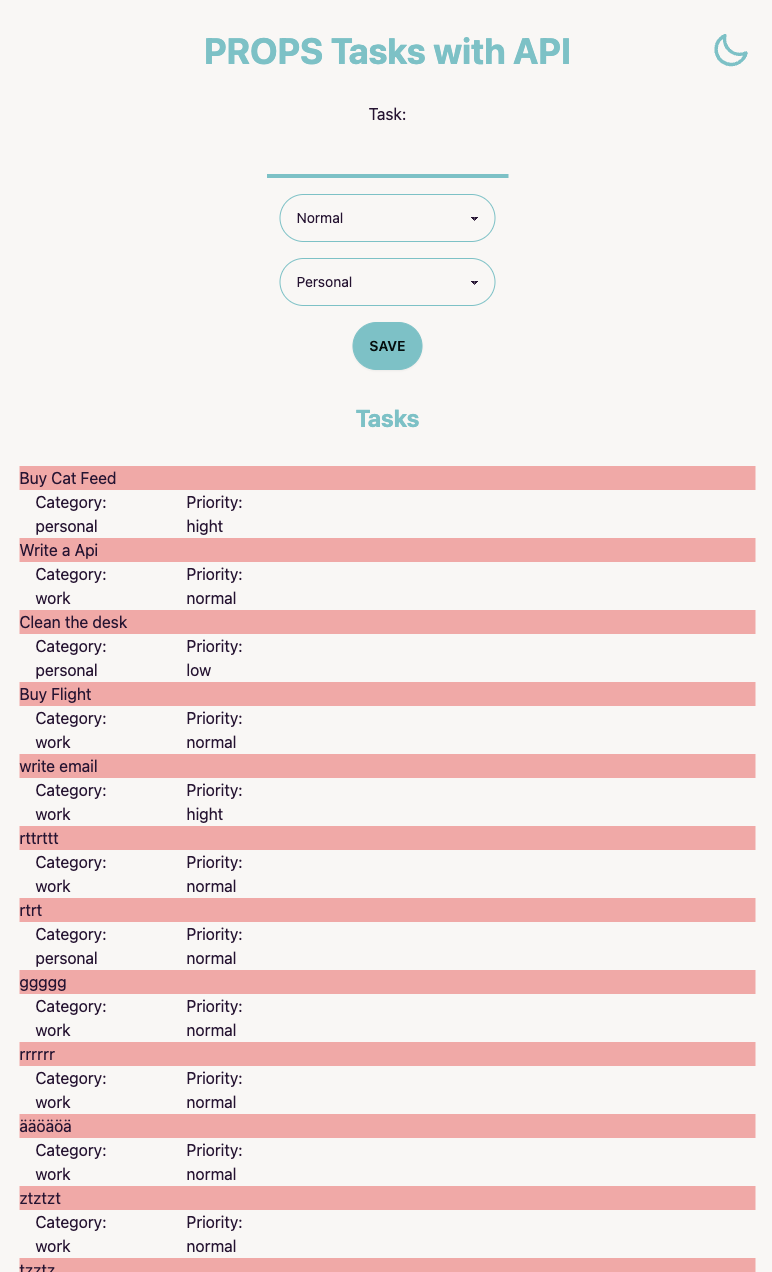 PROPS Tasks with API
Task:
Normal
Personal
SAVE
Tasks
Buy Cat Feed
Category: Priority:
personal hight
Write a Api
Category: Priority:
work normal
Clean the desk
Category: Priority:
personal low
Buy Flight
Category: Priority:
work normal
write email
Category: Priority:
work hight
rttrttt
Category: Priority:
work normal
rtrt
Category: Priority:
personal normal
ggggg
Category: Priority:
work normal
rrrrrr
Category: Priority:
work normal
ääöäöä
Category: Priority:
work normal
ztztzt
Category: Priority:
work normal
tzztz